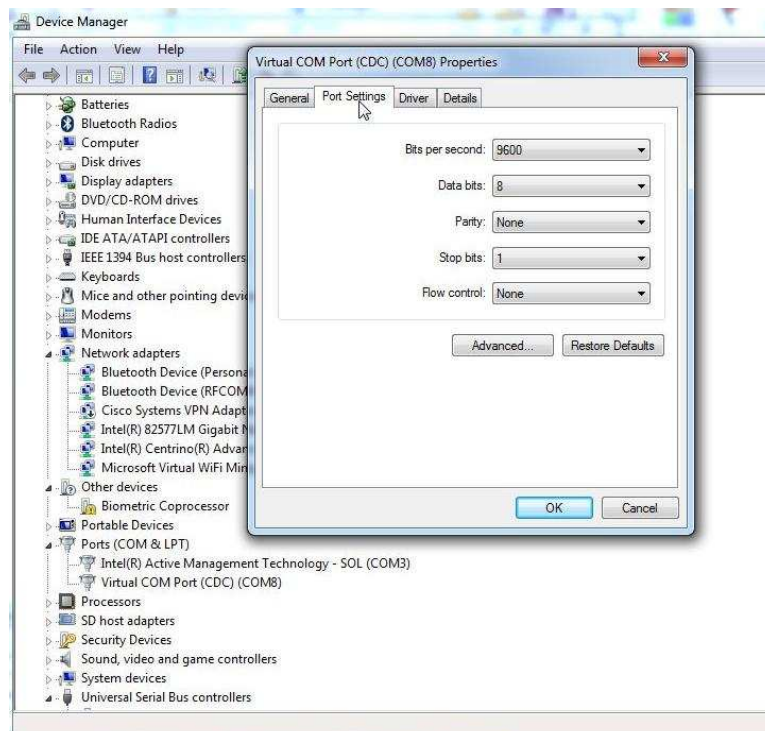 Device Manager
File Action View Help
Batteries
Bluetooth Radios
Computer
Disk drives
Display adapters
DVD/CD-ROM drives
Human Interface Devices
IDE ATA/ATAPI controllers
IEEE 1394 Bus host controllers
Keyboards
Mice and other pointing devic
Modems
Monitors
Network adapters
Bluetooth Device (Persona
Bluetooth Device (RFCOM
Cisco Systems VPN Adapt
Intel(R) 82577LM Gigabit N
Intel(R) Centrino(R) Advan
Microsoft Virtual WiFi Min
Other devices
Biometric Coprocessor
Portable Devices
Ports (COM & LPT)
Intel(R) Active Management Technology - SOL (COM3)
Virtual COM Port (CDC) (COM8)
Processors
SD host adapters
Security Devices
Sound, video and game controllers
System devices
Universal Serial Bus controllers
Virtual COM Port (CDC) (COM8) Properties
General Port Settings Driver Details
Bits per second: 9600
Data bits: 8
Parity: None
Stop bits: 1
Flow control: None
Advanced... Restore Defaults
OK Cancel